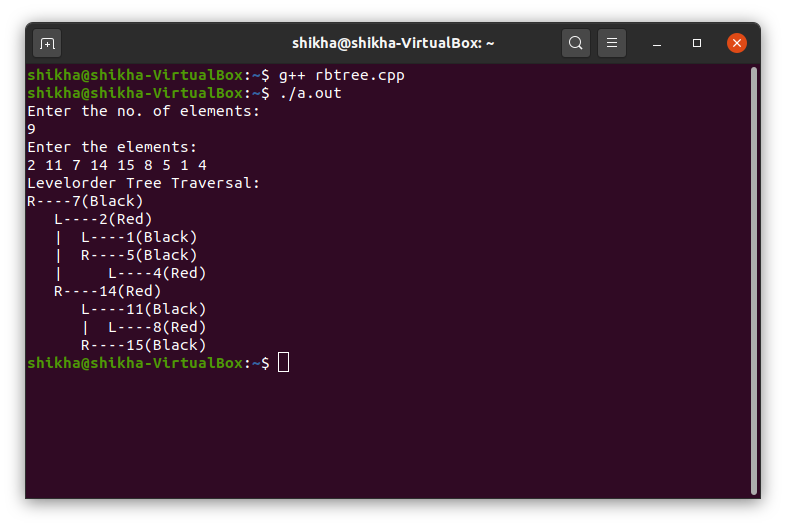 shikha@shikha-VirtualBox: ~
shikha@shikha-VirtualBox:~$ g++ rbtree.cpp
shikha@shikha-VirtualBox:~$ ./a.out
Enter the no. of elements:
9
Enter the elements:
2 11 7 14 15 8 5 1 4
Levelorder Tree Traversal:
R----7(Black)
   L----2(Red)
   |  L----1(Black)
   |  R----5(Black)
   |     L----4(Red)
   R----14(Red)
      L----11(Black)
      |  L----8(Red)
      R----15(Black)
shikha@shikha-VirtualBox:~$